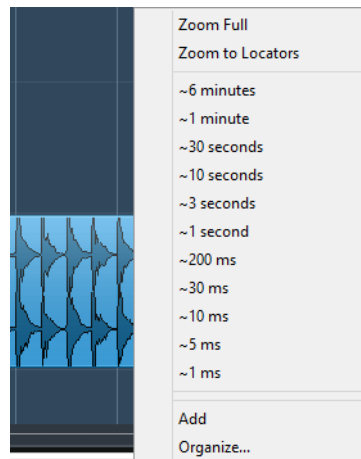 Zoom Full
Zoom to Locators
~6 minutes
~1 minute
~30 seconds
~10 seconds
~3 seconds
~1 second
~200 ms
~30 ms
~10 ms
~5 ms
~1 ms
Add
Organize...